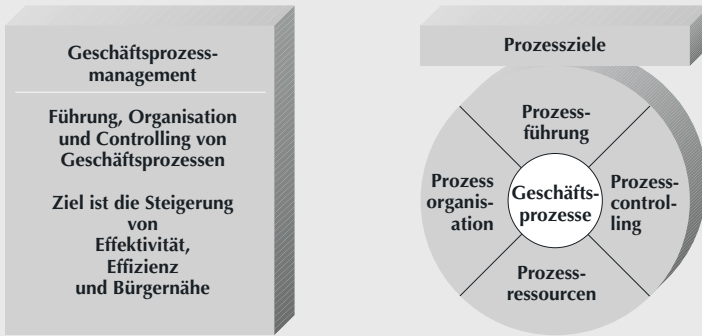 Geschäftsprozess-
management
Führung, Organisation
und Controlling von
Geschäftsprozessen
Ziel ist die Steigerung
von
Effektivität,
Effizienz
und Bürgernähe
Prozessziele
Prozess-
führung
Prozess
organis-
ation
Geschäfts-
prozesse
Prozess-
control-
ling
Prozess-
ressourcen